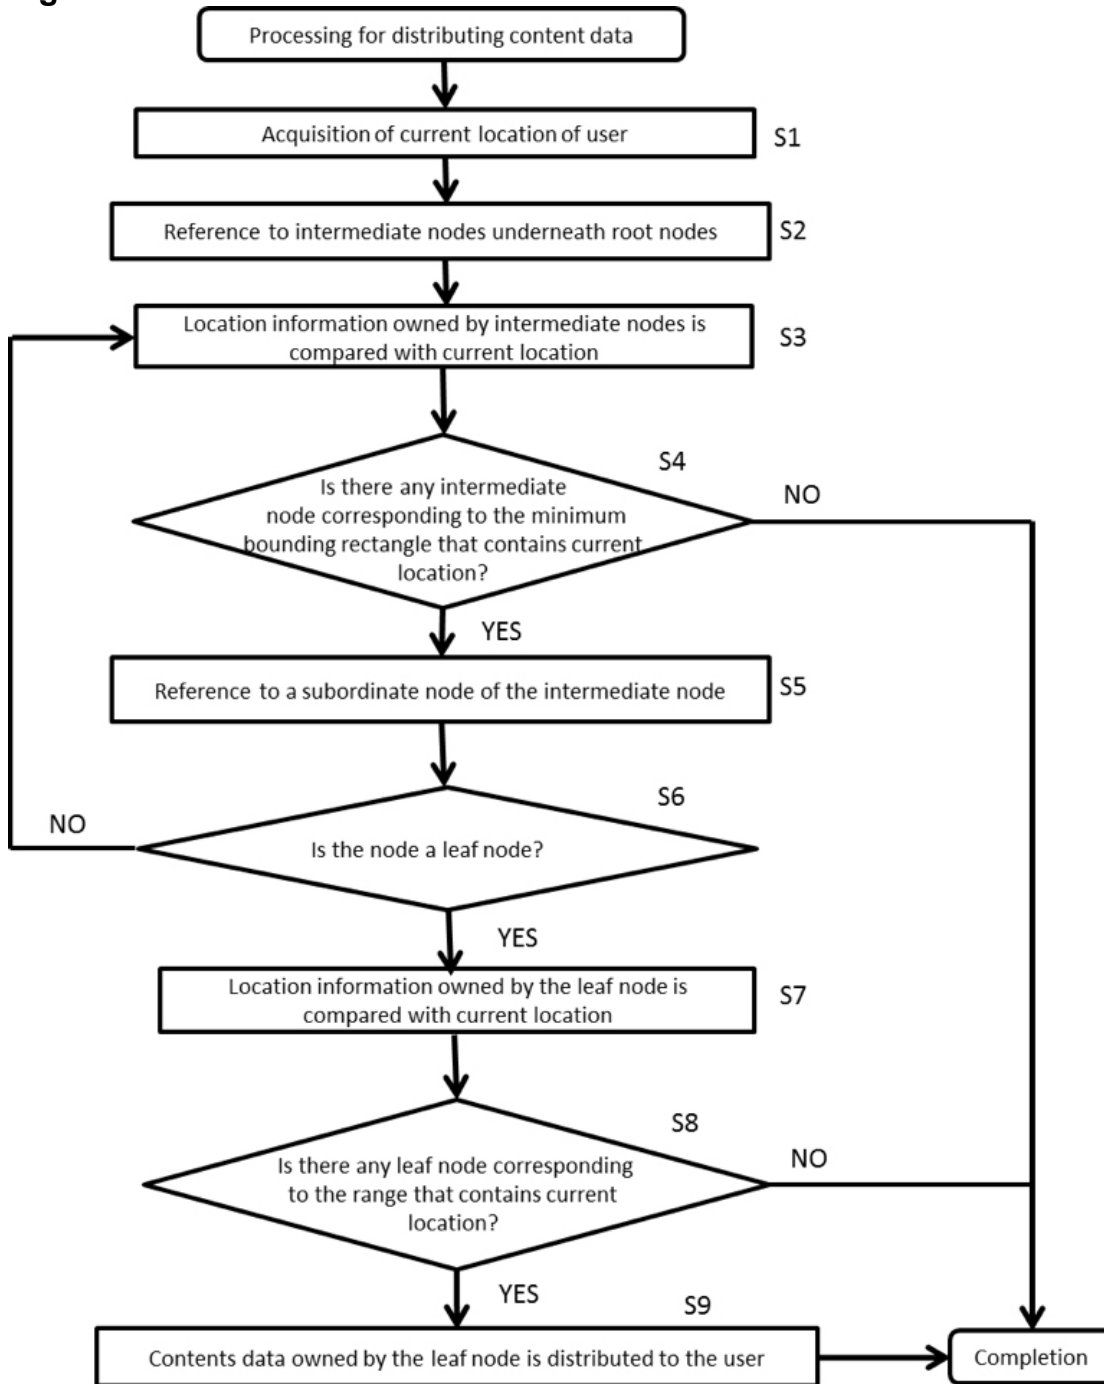 Processing for distributing content data
Acquisition of current location of user
S1
Reference to intermediate nodes underneath root nodes
S2
Location information owned by intermediate nodes is
compared with current location
S3
S4
Is there any intermediate
node corresponding to the minimum
bounding rectangle that contains current
location?
NO
YES
Reference to a subordinate node of the intermediate node
S5
S6
NO
Is the node a leaf node?
YES
Location information owned by the leaf node is
compared with current location
S7
S8
Is there any leaf node corresponding
to the range that contains current
location?
NO
YES
S9
Contents data owned by the leaf node is distributed to the user
Completion